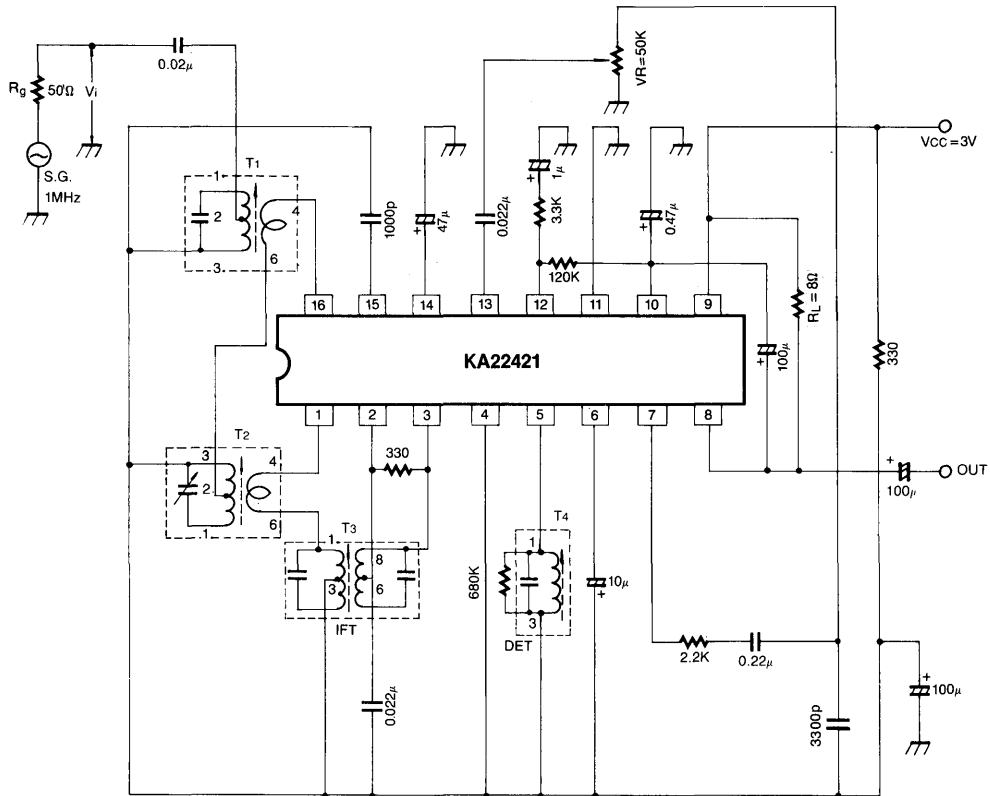 VR=50K
0.02μ
Rg
50Ω
Vi
S.G.
1MHz
VCC=3V
T1
1
2
3
4
6
1000p
47μ
+
0.022μ
1μ
+
3.3K
120K
0.47μ
+
100μ
+
RL=8Ω
330
16
15
14
13
12
11
10
9
KA22421
1
2
3
4
5
6
7
8
T2
3
2
1
4
6
330
T3
1
3
8
6
IFT
0.022μ
680K
T4
1
3
DET
10μ
+
2.2K
0.22μ
3300p
+
100μ
OUT
+
100μ